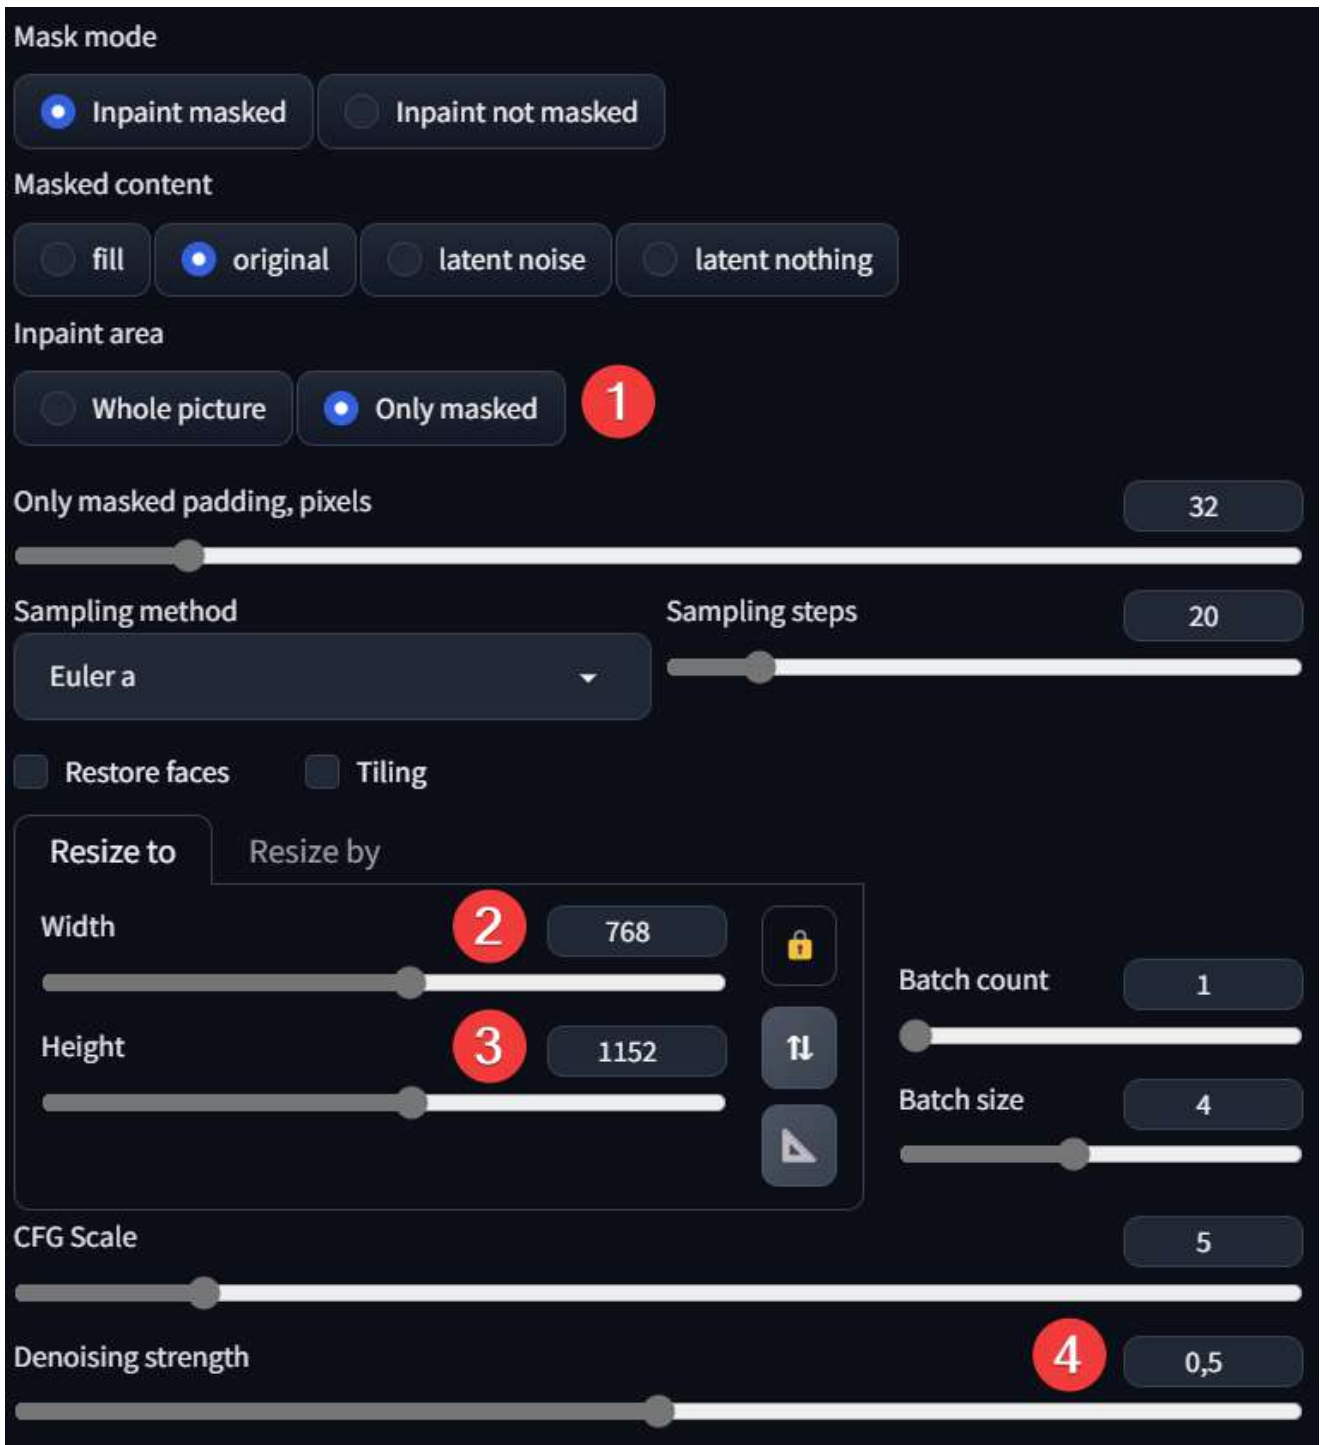 Mask mode
Inpaint masked Inpaint not masked
Masked content
fill original latent noise latent nothing
Inpaint area
Whole picture Only masked 1
Only masked padding, pixels 32
Sampling method Sampling steps 20
Euler a
Restore faces Tiling
Resize to Resize by
Width 2 768
Batch count 1
Height 3 1152
Batch size 4
CFG Scale 5
Denoising strength 4 0,5